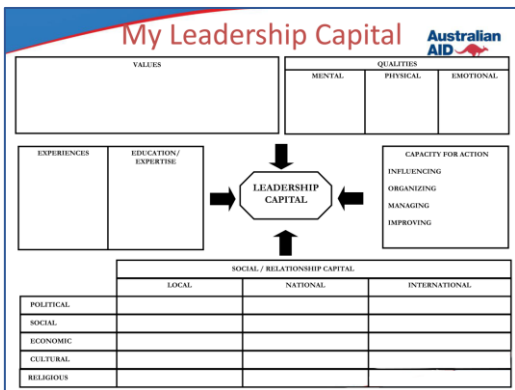 My Leadership Capital
Australian
AID
VALUES
QUALITIES
MENTAL PHYSICAL EMOTIONAL
EXPERIENCES
EDUCATION/
EXPERTISE
LEADERSHIP
CAPITAL
CAPACITY FOR ACTION
INFLUENCING
ORGANIZING
MANAGING
IMPROVING
SOCIAL / RELATIONSHIP CAPITAL
LOCAL NATIONAL INTERNATIONAL
POLITICAL
SOCIAL
ECONOMIC
CULTURAL
RELIGIOUS